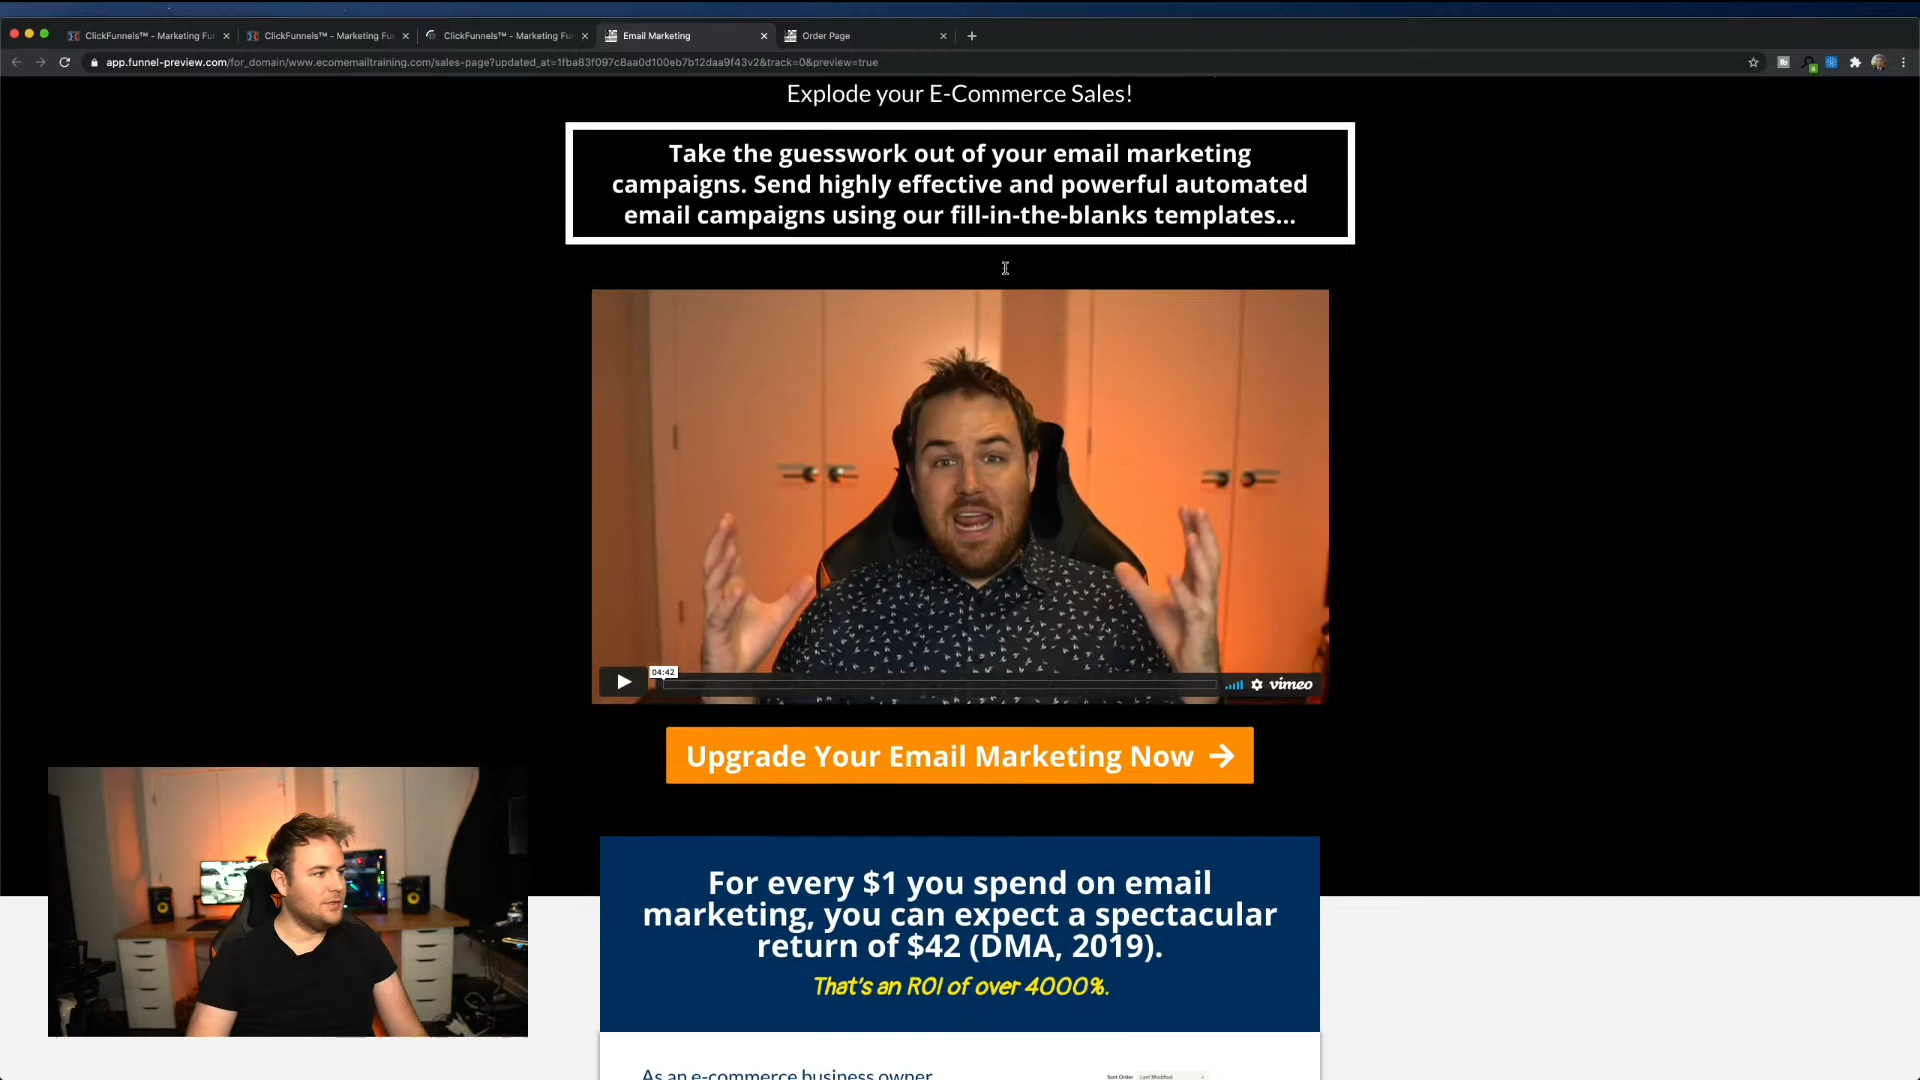 ClickFunnels™ - Marketing Fu
ClickFunnels™ - Marketing Fu
ClickFunnels™ - Marketing Fu
Email Marketing
Order Page
app.funnel-preview.com/for_domain/www.ecomemailtraining.com/sales-page?updated_at=1fba83f097c8aa0d100eb7b12daa9f43v2&track=0&preview=true
Explode your E-Commerce Sales!
Take the guesswork out of your email marketing
campaigns. Send highly effective and powerful automated
email campaigns using our fill-in-the-blanks templates...
04:42
vimeo
Upgrade Your Email Marketing Now →
For every $1 you spend on email
marketing, you can expect a spectacular
return of $42 (DMA, 2019).
That's an ROI of over 4000%.
As an e-commerce business owner
Sort Order Last Modified